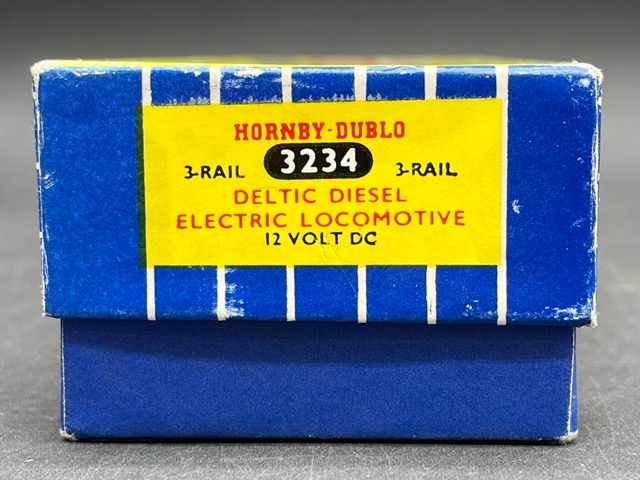 HORNBY-DUBLO
3-RAIL 3234 3-RAIL
DELTIC DIESEL
ELECTRIC LOCOMOTIVE
12 VOLT DC